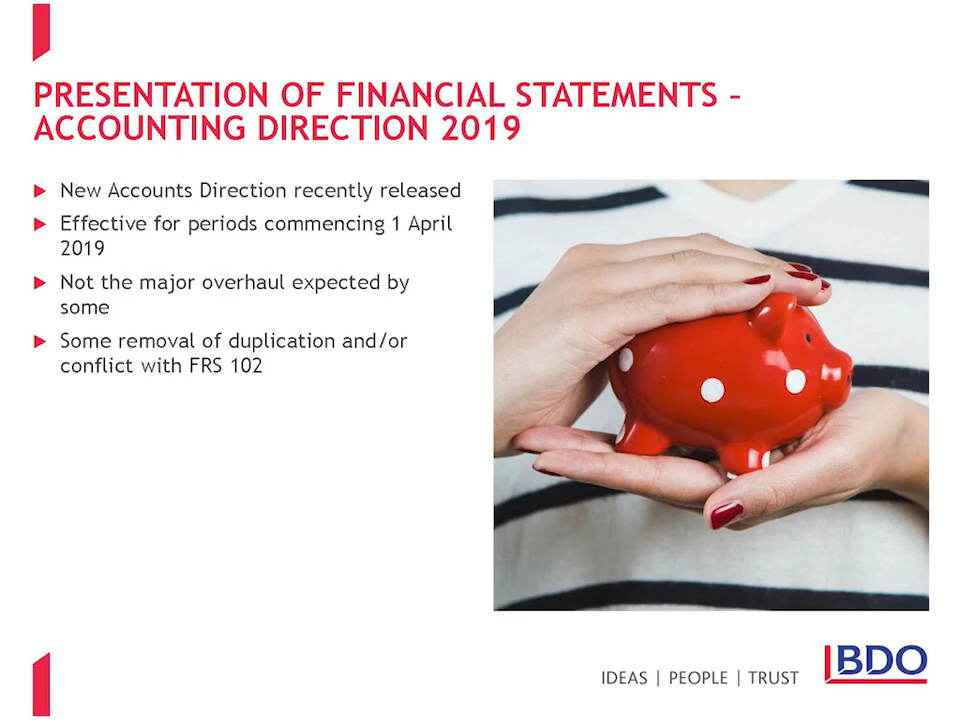 PRESENTATION OF FINANCIAL STATEMENTS –
ACCOUNTING DIRECTION 2019
New Accounts Direction recently released
Effective for periods commencing 1 April
2019
Not the major overhaul expected by
some
Some removal of duplication and/or
conflict with FRS 102
IDEAS | PEOPLE | TRUST
BDO